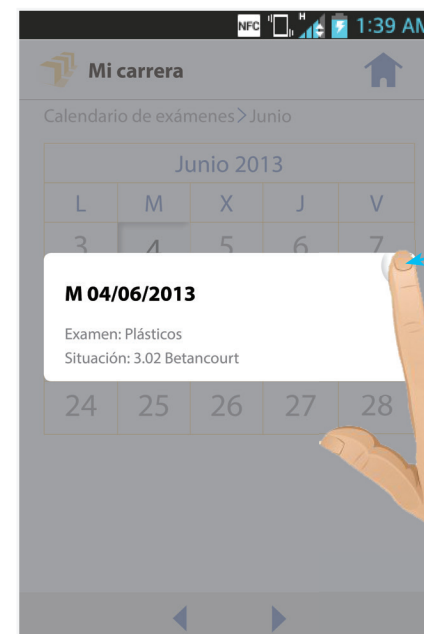 NFC H 1:39 AM
Mi carrera
Calendario de exámenes>Junio
Junio 2013
L M X J V
3 4 5 6 7
M 04/06/2013
Examen: Plásticos
Situación: 3.02 Betancourt
24 25 26 27 28